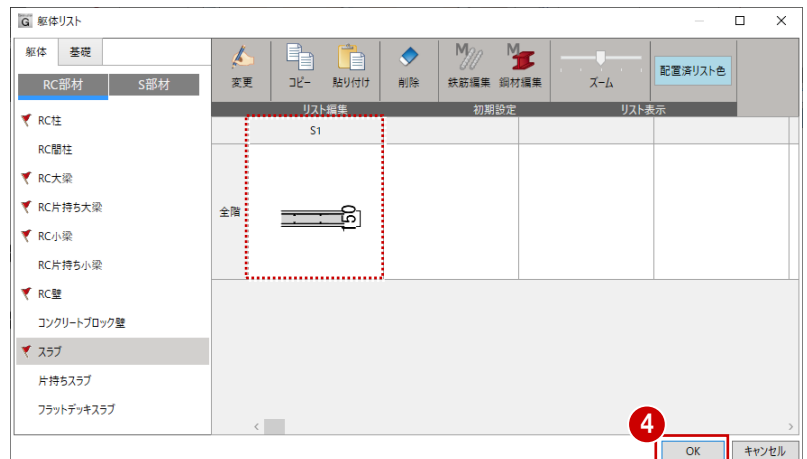 G 躯体リスト
躯体 基礎
RC部材 S部材
変更 コピー 貼り付け 削除 鉄筋編集 鋼材編集 ズーム 配置済リスト色
リスト編集 初期設定 リスト表示
RC柱
RC間柱
RC大梁
RC片持ち大梁
RC小梁
RC片持ち小梁
RC壁
コンクリートブロック壁
スラブ
片持ちスラブ
フラットデッキスラブ
S1
全階
150
4
OK キャンセル